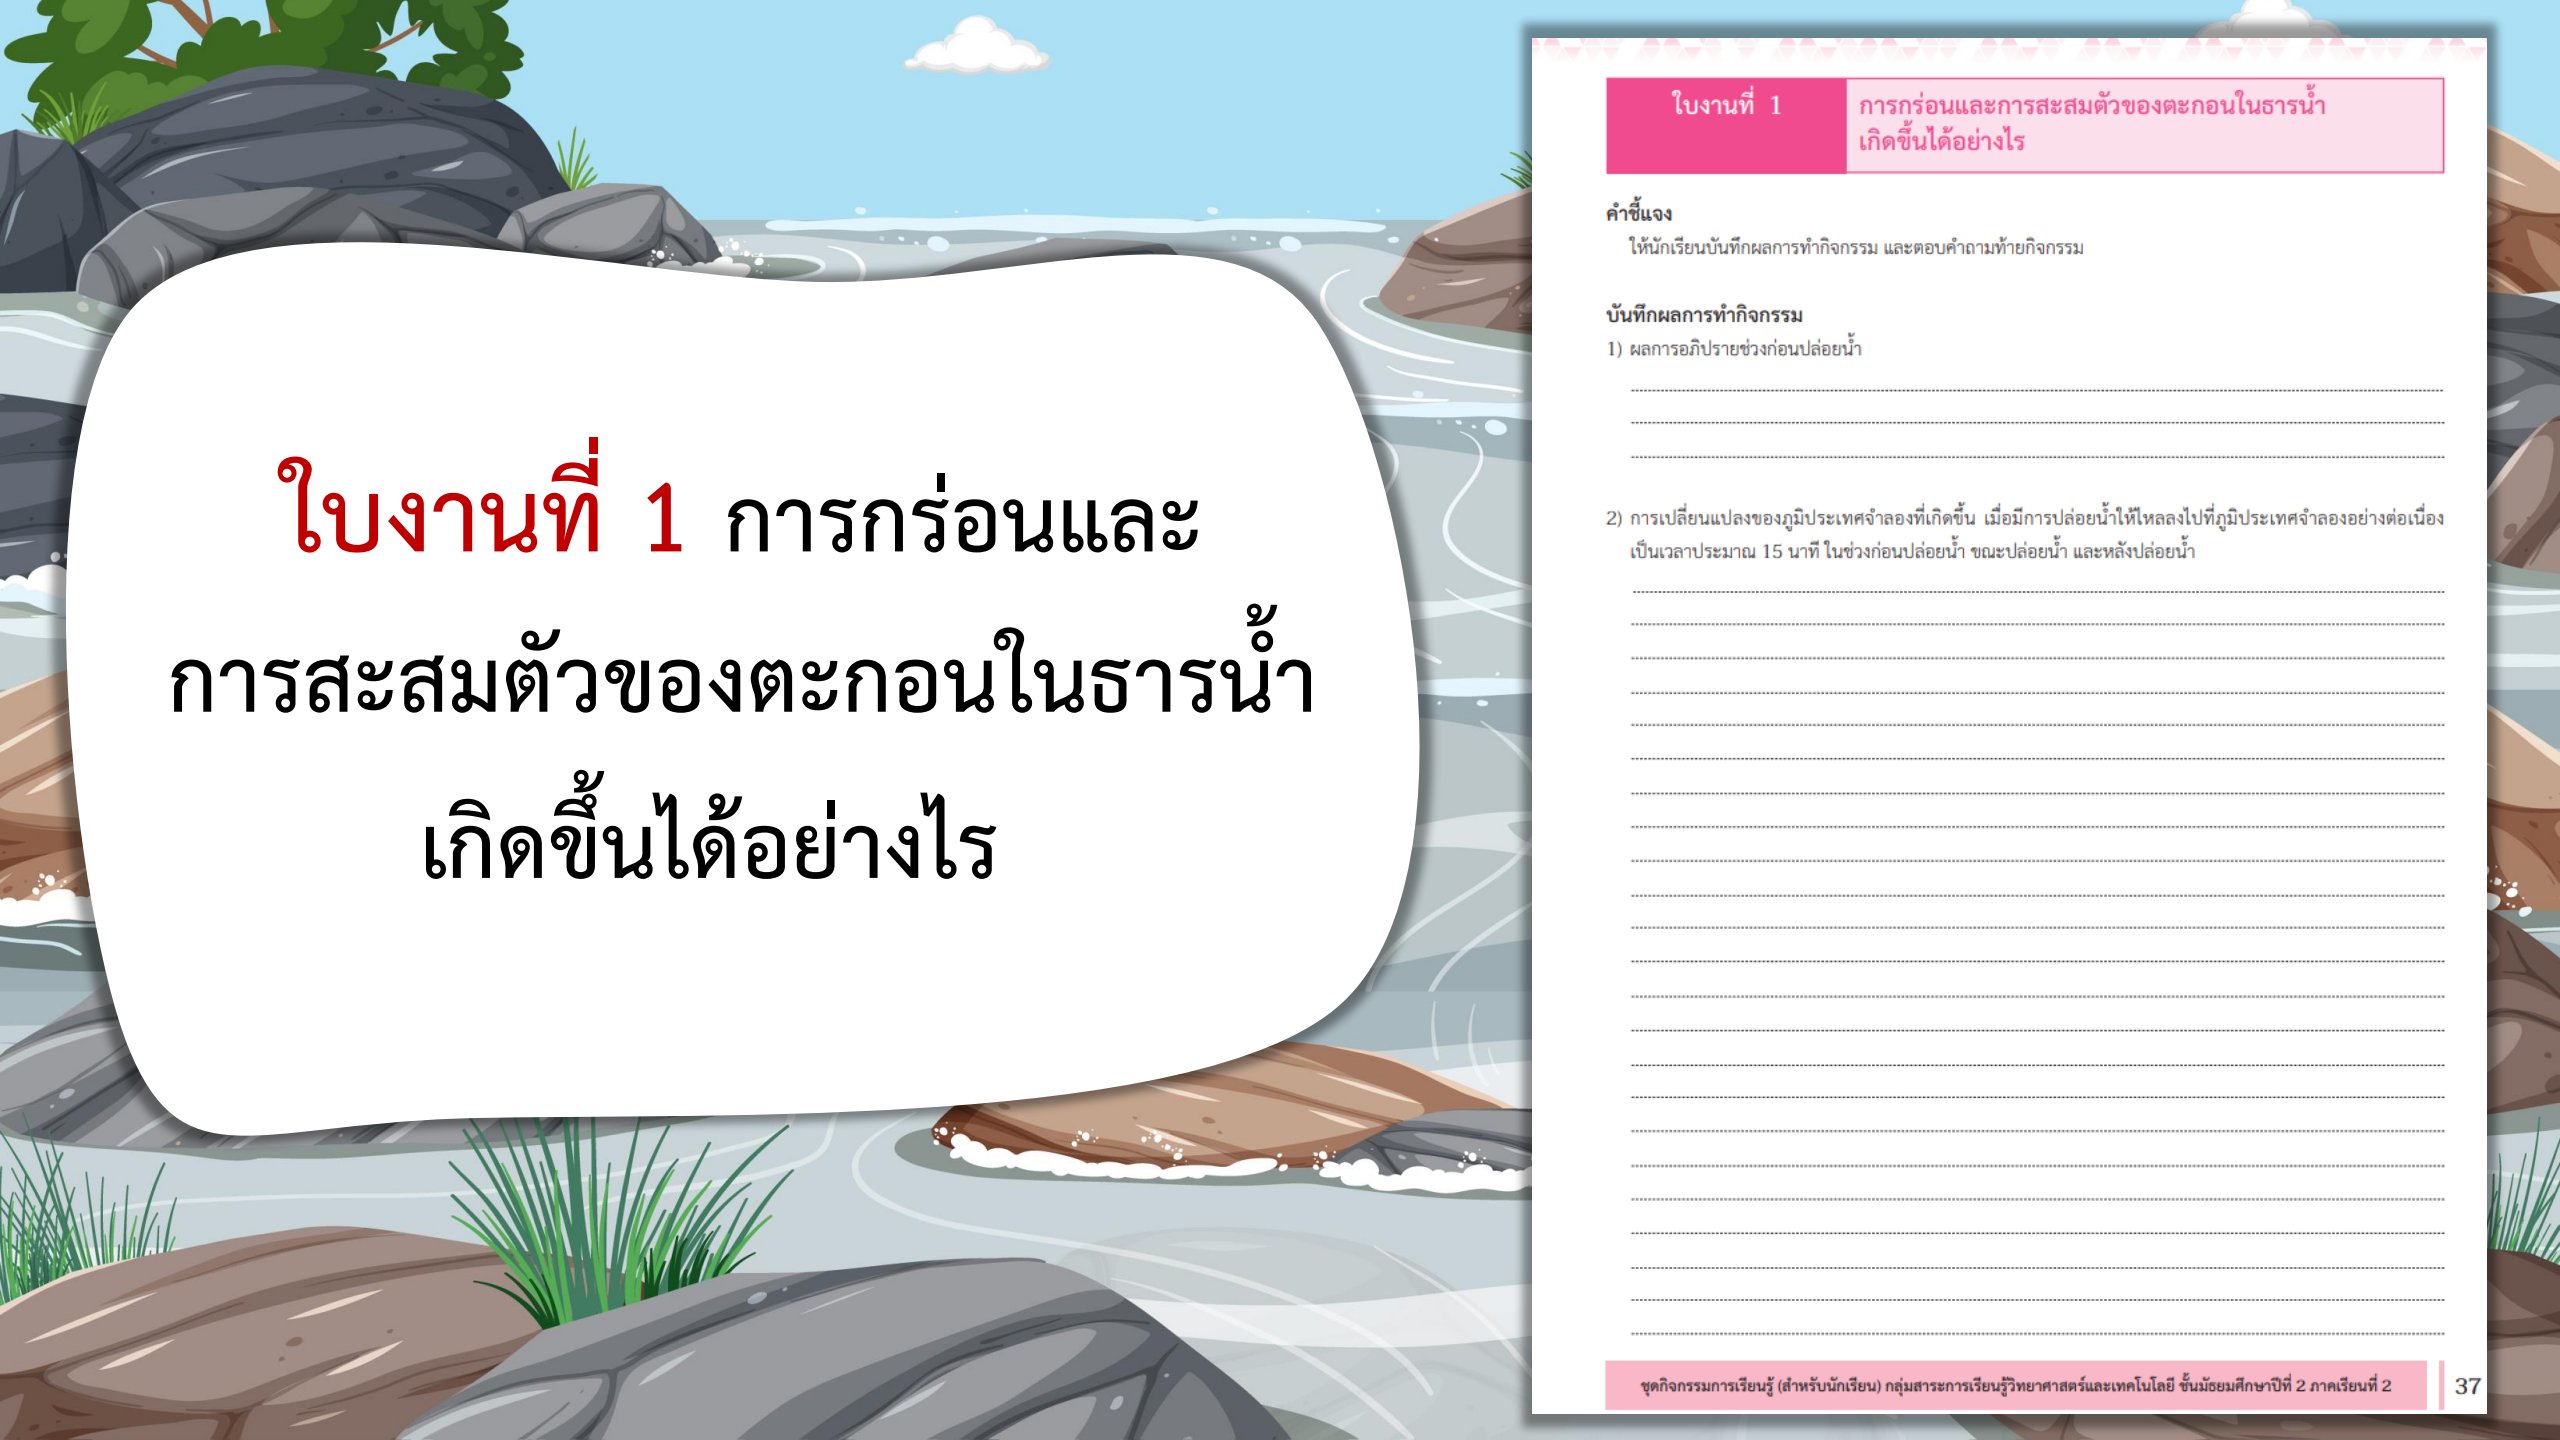 ใบงานที่ 1 การกร่อนและ
การสะสมตัวของตะกอนในธารน้ำ
เกิดขึ้นได้อย่างไร
ใบงานที่ 1
การกร่อนและการสะสมตัวของตะกอนในธารน้ำ
เกิดขึ้นได้อย่างไร
คำชี้แจง
ให้นักเรียนบันทึกผลการทำกิจกรรม และตอบคำถามท้ายกิจกรรม
บันทึกผลการทำกิจกรรม
1) ผลการอภิปรายช่วงก่อนปล่อยน้ำ
2) การเปลี่ยนแปลงของภูมิประเทศจำลองที่เกิดขึ้น เมื่อมีการปล่อยน้ำให้ไหลลงไปที่ภูมิประเทศจำลองอย่างต่อเนื่อง
เป็นเวลาประมาณ 15 นาที ในช่วงก่อนปล่อยน้ำ ขณะปล่อยน้ำ และหลังปล่อยน้ำ
ชุดกิจกรรมการเรียนรู้ (สำหรับนักเรียน) กลุ่มสาระการเรียนรู้วิทยาศาสตร์และเทคโนโลยี ชั้นมัธยมศึกษาปีที่ 2 ภาคเรียนที่ 2
37